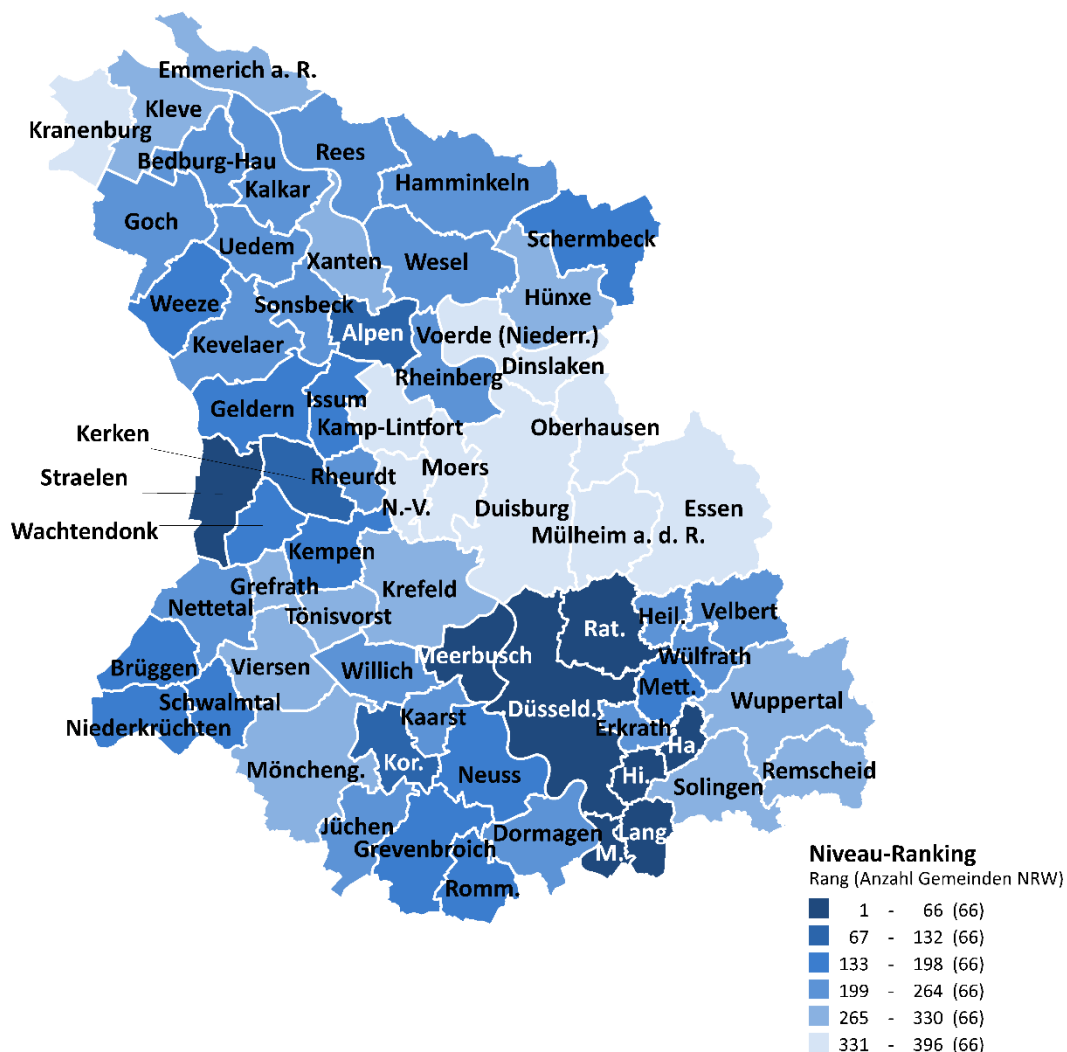 Emmerich a. R.
Kleve
Kranenburg
Bedburg-Hau
Rees
Kalkar
Hamminkeln
Goch
Schermbeck
Uedem
Xanten
Wesel
Hünxe
Weeze
Sonsbeck
Alpen
Voerde (Niederr.)
Kevelaer
Dinslaken
Rheinberg
Issum
Geldern
Kamp-Lintfort
Oberhausen
Kerken
Moers
Rheurdt
Straelen
N.-V.
Duisburg
Essen
Wachtendonk
Mülheim a. d. R.
Kempen
Grefrath
Krefeld
Nettetal
Tönisvorst
Heil.
Velbert
Rat.
Meerbusch
Wülfrath
Brüggen
Viersen
Willich
Mett.
Schwalmtal
Düsseld.
Wuppertal
Niederkrüchten
Kaarst
Erkrath
Ha.
Kor.
Möncheng.
Neuss
Hi.
Remscheid
Solingen
Jüchen
Dormagen
Lang.
Grevenbroich
M.
Romm.
Niveau-Ranking
Rang (Anzahl Gemeinden NRW)
1 - 66 (66)
67 - 132 (66)
133 - 198 (66)
199 - 264 (66)
265 - 330 (66)
331 - 396 (66)